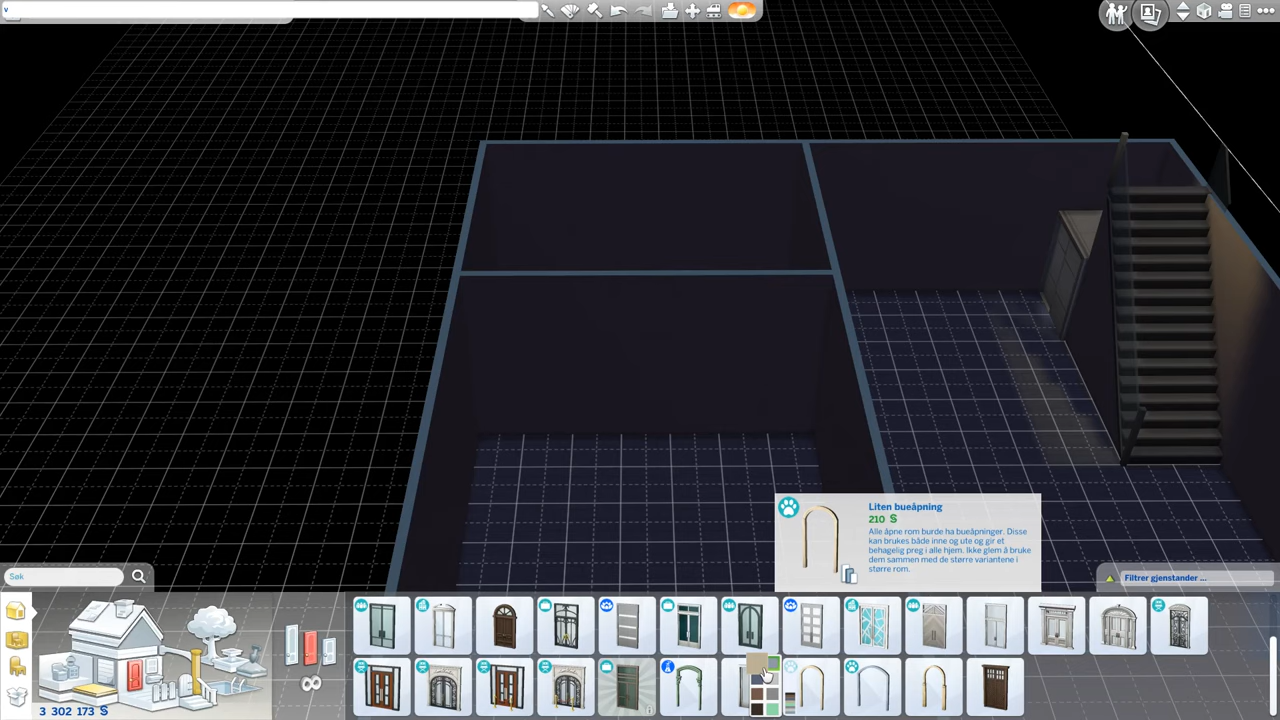 v
Liten bueåpning
210 §
Alle åpne rom burde ha bueåpninger. Disse
kan brukes både inne og ute og gir et
behagelig preg i alle hjem. Ikke glem å bruke
dem sammen med de større variantene i
større rom.
Søk
Filtrer gjenstander ...
3 302 173 §